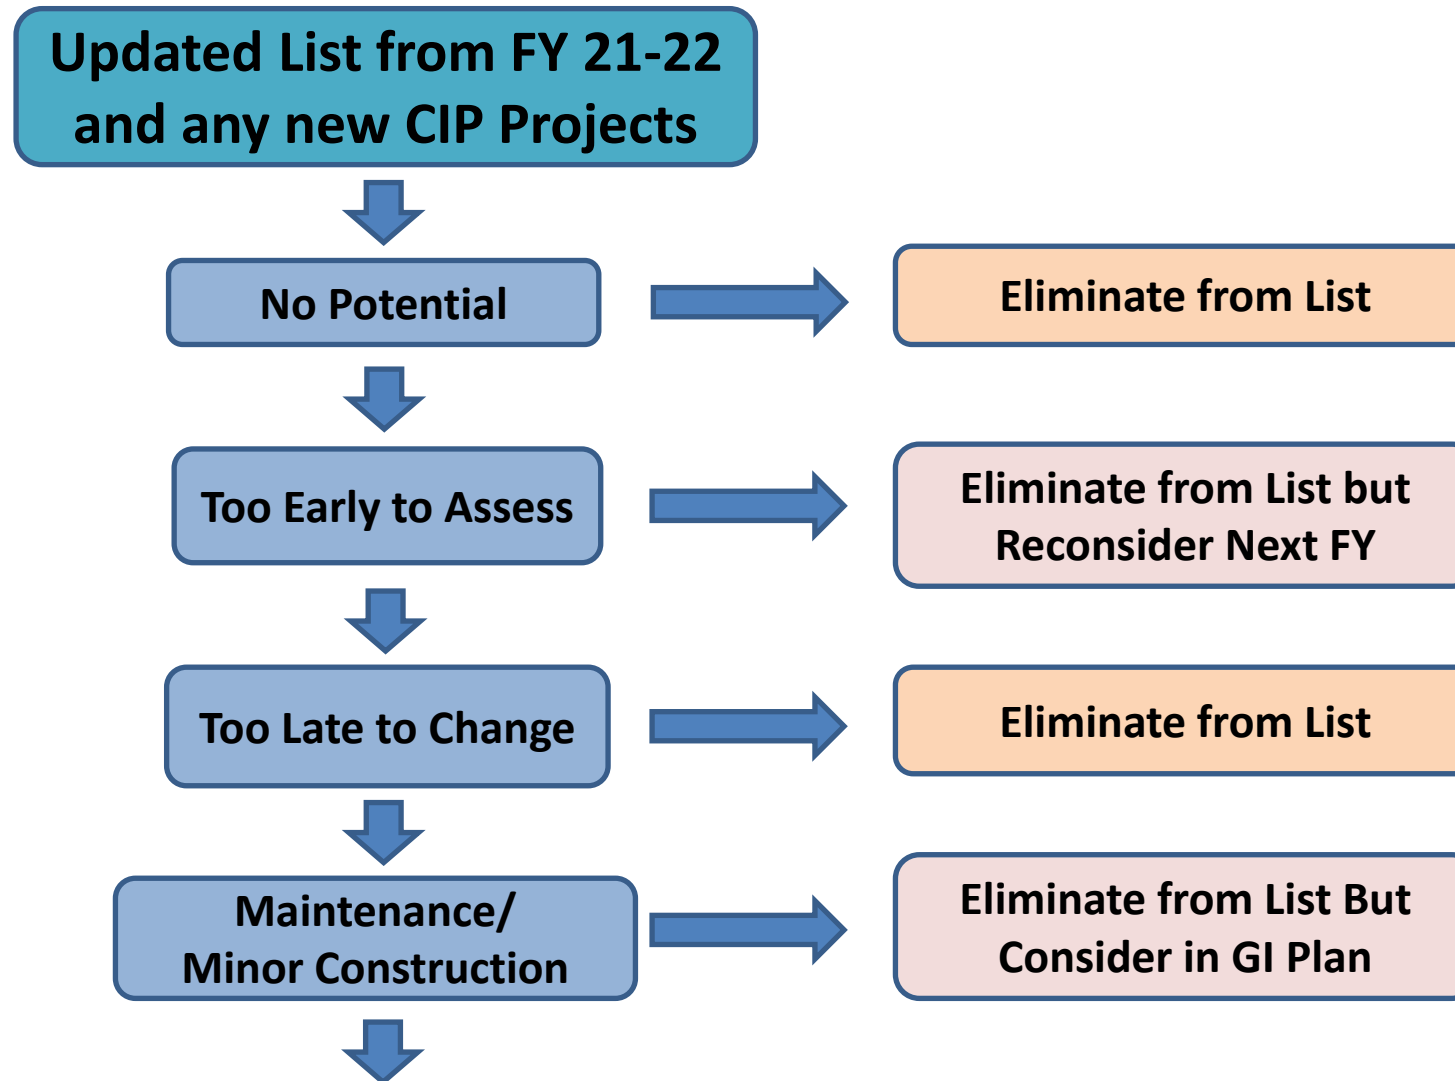 Updated List from FY 21-22
and any new CIP Projects
No Potential
Eliminate from List
Too Early to Assess
Eliminate from List but
Reconsider Next FY
Too Late to Change
Eliminate from List
Maintenance/
Minor Construction
Eliminate from List But
Consider in GI Plan